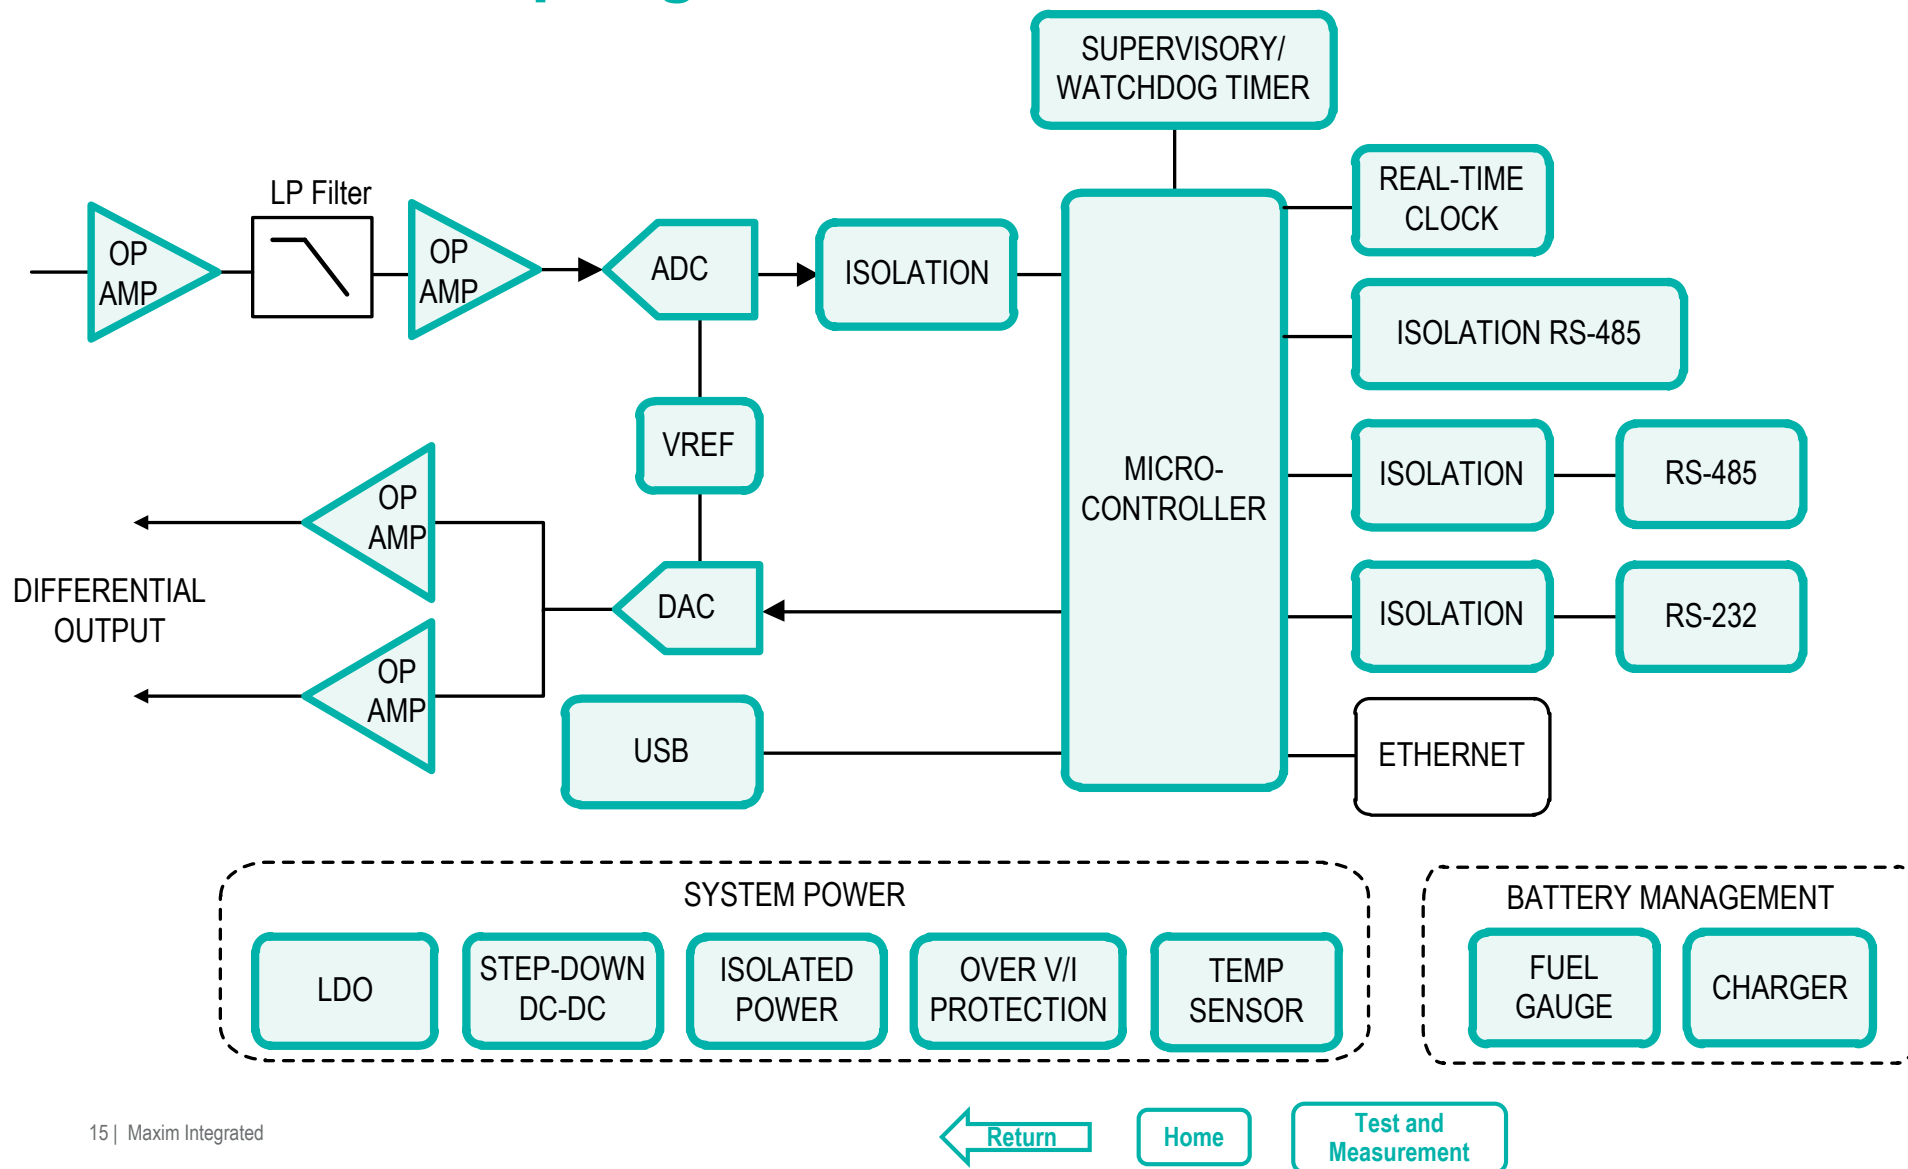 SUPERVISORY/
WATCHDOG TIMER
REAL-TIME
CLOCK
LP Filter
OP
AMP
OP
AMP
ADC
ISOLATION
ISOLATION RS-485
VREF
MICRO-
CONTROLLER
ISOLATION
RS-485
OP
AMP
DIFFERENTIAL
OUTPUT
DAC
ISOLATION
RS-232
OP
AMP
USB
ETHERNET
SYSTEM POWER
LDO
STEP-DOWN
DC-DC
ISOLATED
POWER
OVER V/I
PROTECTION
TEMP
SENSOR
BATTERY MANAGEMENT
FUEL
GAUGE
CHARGER
15 | Maxim Integrated
Return
Home
Test and
Measurement